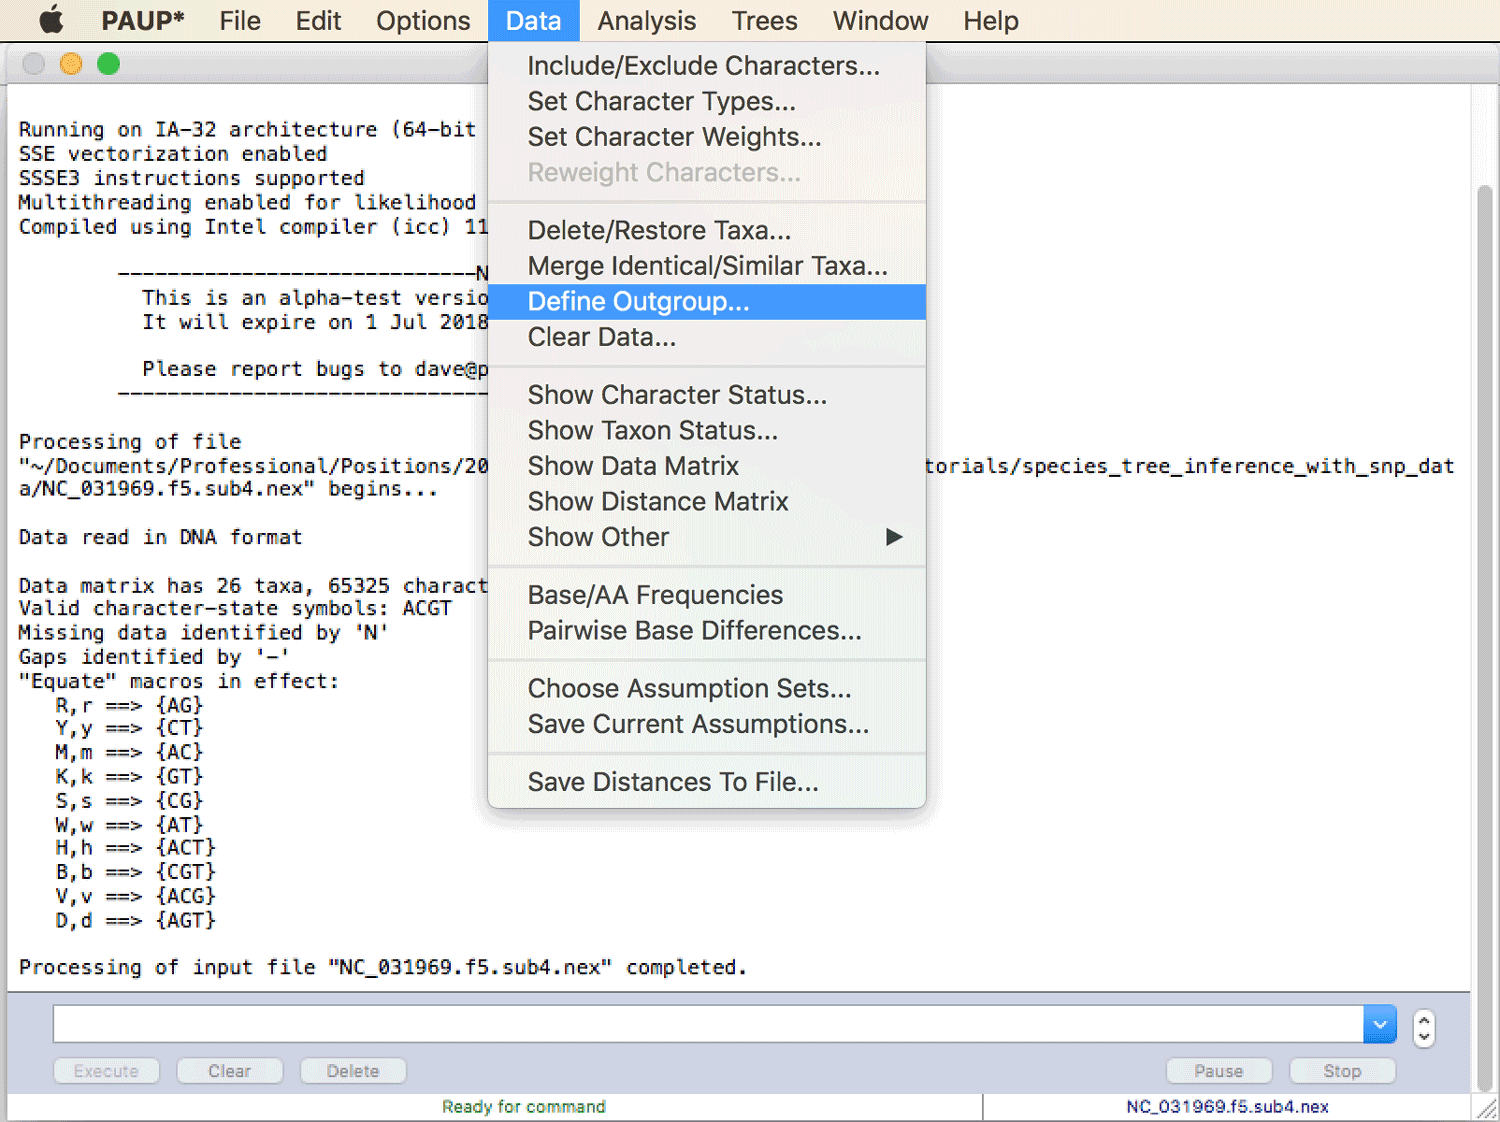 PAUP* File Edit Options Data Analysis Trees Window Help
Include/Exclude Characters...
Set Character Types...
Set Character Weights...
Reweight Characters...
Delete/Restore Taxa...
Merge Identical/Similar Taxa...
Define Outgroup...
Clear Data...
Show Character Status...
Show Taxon Status...
Show Data Matrix
Show Distance Matrix
Show Other
Base/AA Frequencies
Pairwise Base Differences...
Choose Assumption Sets...
Save Current Assumptions...
Save Distances To File...
Running on IA-32 architecture (64-bit
SSE vectorization enabled
SSSE3 instructions supported
Multithreading enabled for likelihood
Compiled using Intel compiler (icc) 11
-----------------------------N
This is an alpha-test versio
It will expire on 1 Jul 2018
Please report bugs to dave@p
------------------------------
Processing of file
"~/Documents/Professional/Positions/20 torials/species_tree_inference_with_snp_dat
a/NC_031969.f5.sub4.nex" begins...
Data read in DNA format
Data matrix has 26 taxa, 65325 charact
Valid character-state symbols: ACGT
Missing data identified by 'N'
Gaps identified by '-'
"Equate" macros in effect:
R,r ==> {AG}
Y,y ==> {CT}
M,m ==> {AC}
K,k ==> {GT}
S,s ==> {CG}
W,w ==> {AT}
H,h ==> {ACT}
B,b ==> {CGT}
V,v ==> {ACG}
D,d ==> {AGT}
Processing of input file "NC_031969.f5.sub4.nex" completed.
Execute Clear Delete Pause Stop
Ready for command NC_031969.f5.sub4.nex